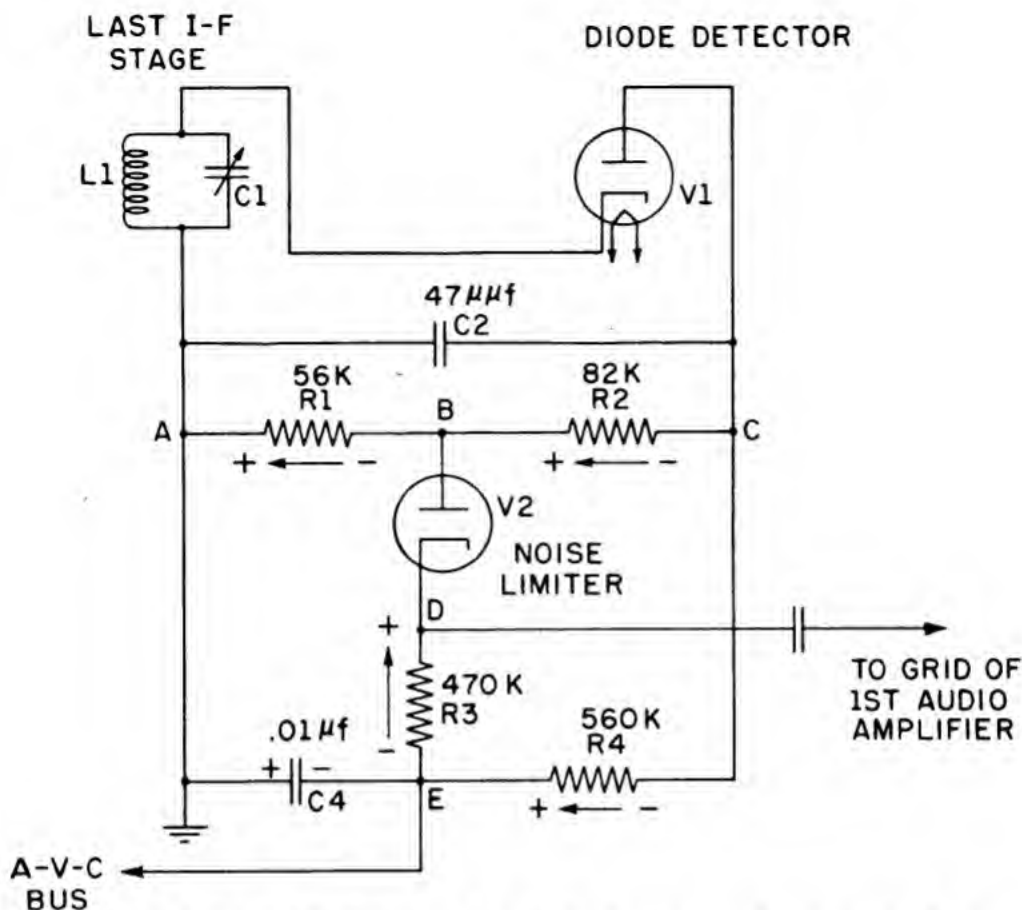 LAST I-F
STAGE
DIODE DETECTOR
L1
C1
V1
47μμf
C2
56K
R1
82K
R2
A
B
C
+ ← -
+ ← -
V2
NOISE
LIMITER
D
+
470K
R3
-
TO GRID OF
1ST AUDIO
AMPLIFIER
.01μf
+ -
C4
560K
R4
E
+ ← -
A-V-C
BUS